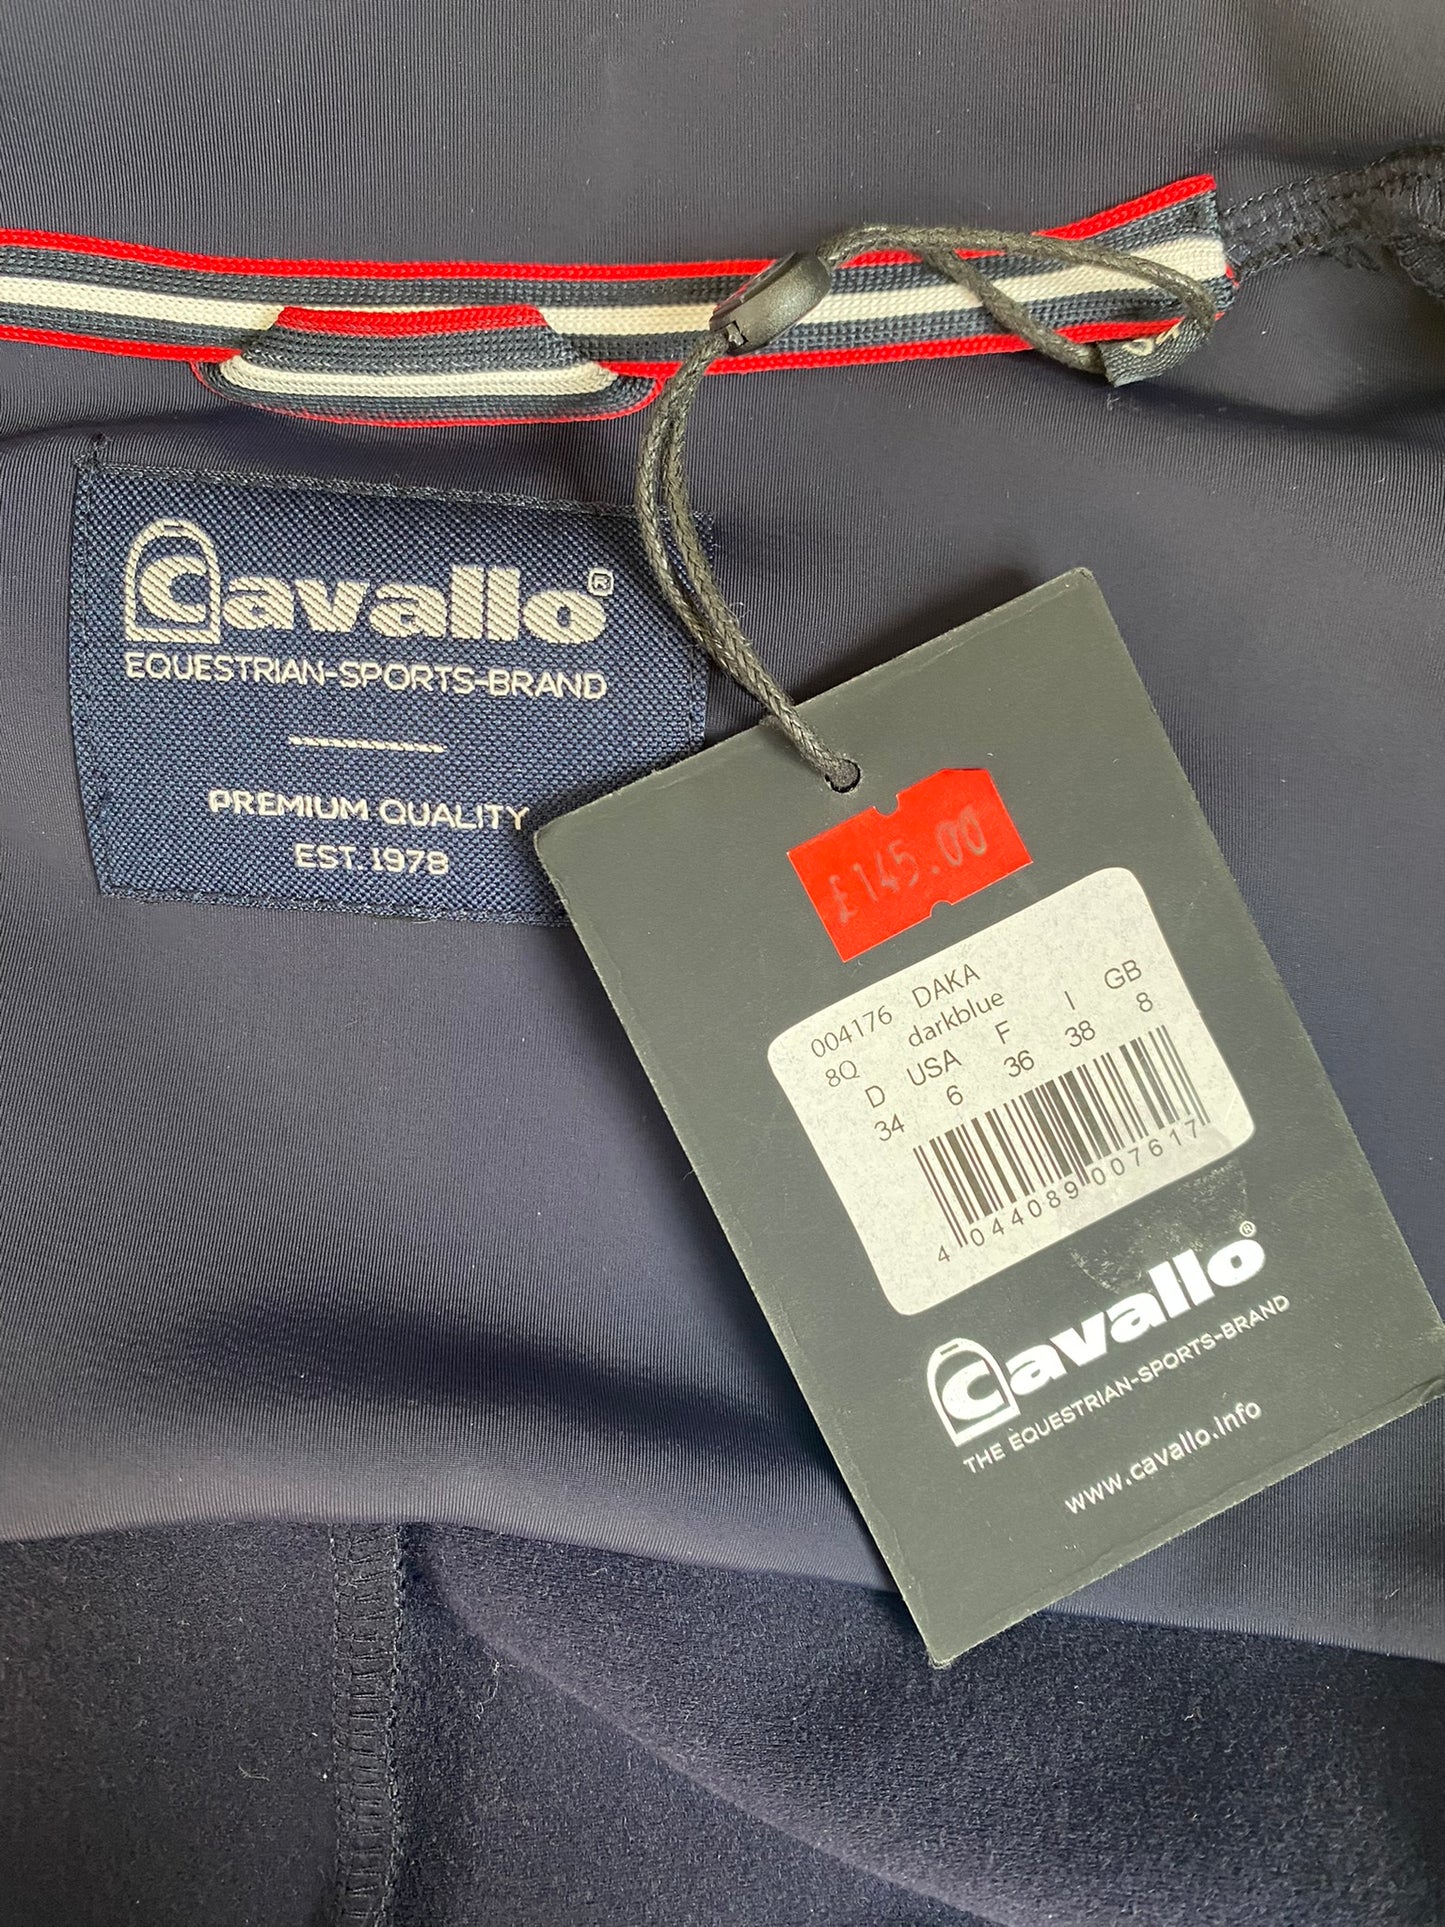 Cavallo®
EQUESTRIAN-SPORTS-BRAND
PREMIUM QUALITY
EST. 1978
£145.00
004176 DAKA
8Q darkblue
D USA F I GB
34 6 36 38 8
4 044089 007617
Cavallo®
THE EQUESTRIAN-SPORTS-BRAND
www.cavallo.info